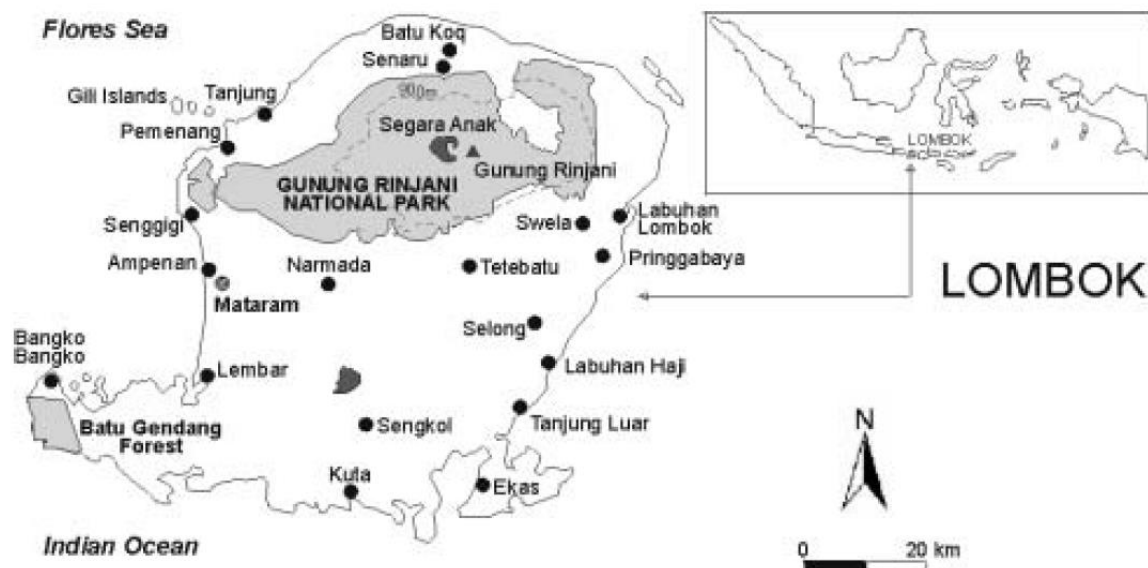 Flores Sea
Batu Koq
Senaru
Gili Islands
Tanjung
900m
Pemenang
Segara Anak
Gunung Rinjani
GUNUNG RINJANI
NATIONAL PARK
LOMBOK
Senggigi
Swela
Labuhan
Lombok
Ampenan
Narmada
Tetebatu
Pringgabaya
Mataram
LOMBOK
Selong
Bangko
Bangko
Lembar
Labuhan Haji
Batu Gendang
Forest
Sengkol
Tanjung Luar
N
Kuta
Ekas
Indian Ocean
0 20 km